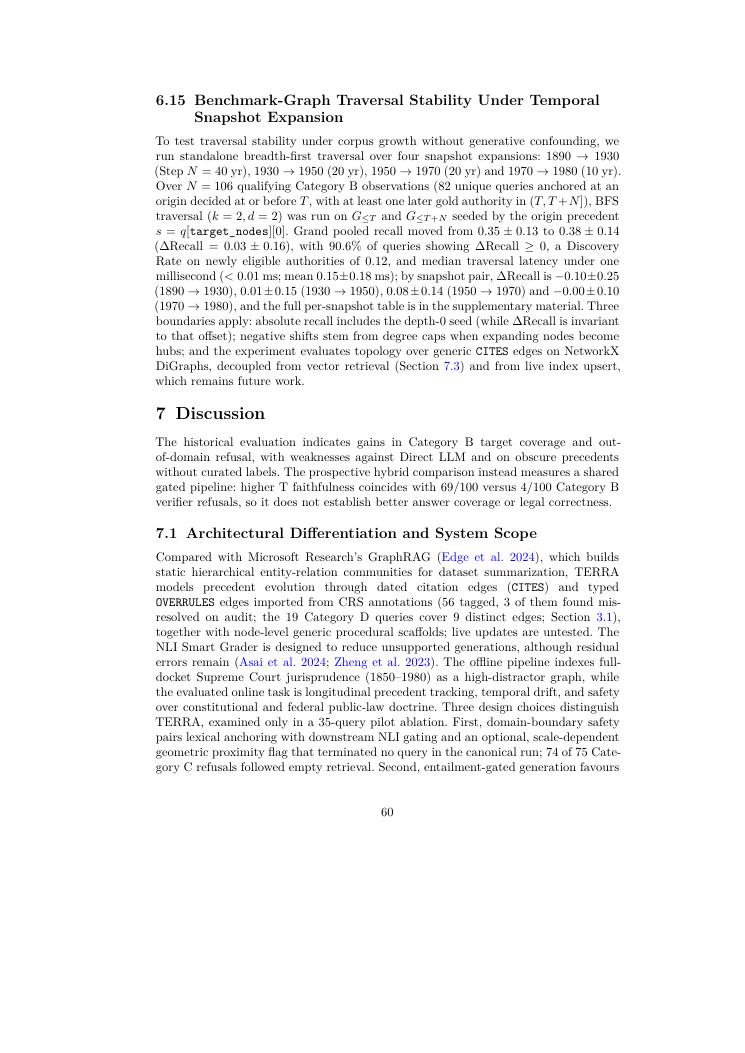 6.15 Benchmark-Graph Traversal Stability Under Temporal
Snapshot Expansion
To test traversal stability under corpus growth without generative confounding, we
run standalone breadth-first traversal over four snapshot expansions: 1890 → 1930
(Step N = 40 yr), 1930 → 1950 (20 yr), 1950 → 1970 (20 yr) and 1970 → 1980 (10 yr).
Over N = 106 qualifying Category B observations (82 unique queries anchored at an
origin decided at or before T, with at least one later gold authority in (T, T+N]), BFS
traversal (k = 2, d = 2) was run on G≤T and G≤T+N seeded by the origin precedent
s = q[target_nodes][0]. Grand pooled recall moved from 0.35 ± 0.13 to 0.38 ± 0.14
(ΔRecall = 0.03 ± 0.16), with 90.6% of queries showing ΔRecall ≥ 0, a Discovery
Rate on newly eligible authorities of 0.12, and median traversal latency under one
millisecond (< 0.01 ms; mean 0.15±0.18 ms); by snapshot pair, ΔRecall is −0.10±0.25
(1890 → 1930), 0.01±0.15 (1930 → 1950), 0.08±0.14 (1950 → 1970) and −0.00±0.10
(1970 → 1980), and the full per-snapshot table is in the supplementary material. Three
boundaries apply: absolute recall includes the depth-0 seed (while ΔRecall is invariant
to that offset); negative shifts stem from degree caps when expanding nodes become
hubs; and the experiment evaluates topology over generic CITES edges on NetworkX
DiGraphs, decoupled from vector retrieval (Section 7.3) and from live index upsert,
which remains future work.
7 Discussion
The historical evaluation indicates gains in Category B target coverage and out-
of-domain refusal, with weaknesses against Direct LLM and on obscure precedents
without curated labels. The prospective hybrid comparison instead measures a shared
gated pipeline: higher T faithfulness coincides with 69/100 versus 4/100 Category B
verifier refusals, so it does not establish better answer coverage or legal correctness.
7.1 Architectural Differentiation and System Scope
Compared with Microsoft Research's GraphRAG (Edge et al. 2024), which builds
static hierarchical entity-relation communities for dataset summarization, TERRA
models precedent evolution through dated citation edges (CITES) and typed
OVERRULES edges imported from CRS annotations (56 tagged, 3 of them found mis-
resolved on audit; the 19 Category D queries cover 9 distinct edges; Section 3.1),
together with node-level generic procedural scaffolds; live updates are untested. The
NLI Smart Grader is designed to reduce unsupported generations, although residual
errors remain (Asai et al. 2024; Zheng et al. 2023). The offline pipeline indexes full-
docket Supreme Court jurisprudence (1850–1980) as a high-distractor graph, while
the evaluated online task is longitudinal precedent tracking, temporal drift, and safety
over constitutional and federal public-law doctrine. Three design choices distinguish
TERRA, examined only in a 35-query pilot ablation. First, domain-boundary safety
pairs lexical anchoring with downstream NLI gating and an optional, scale-dependent
geometric proximity flag that terminated no query in the canonical run; 74 of 75 Cate-
gory C refusals followed empty retrieval. Second, entailment-gated generation favours
60